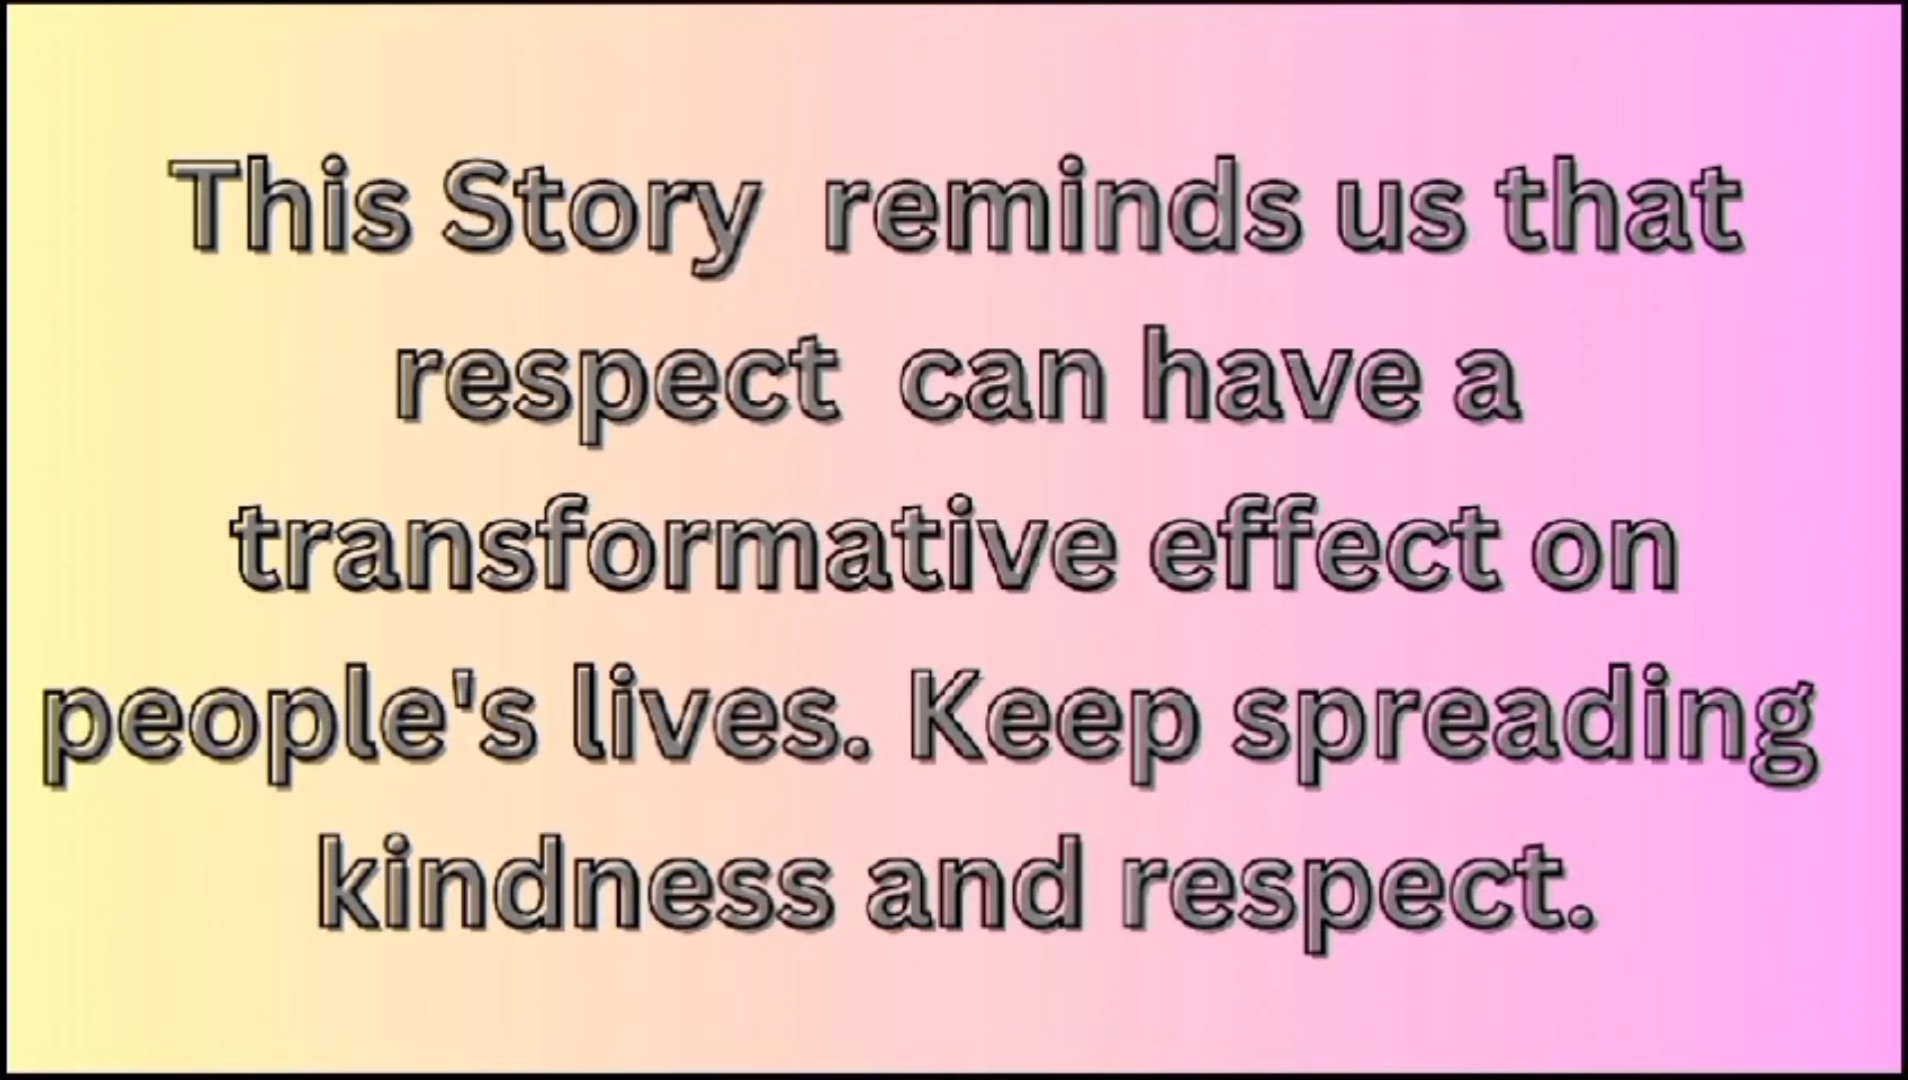 This Story  reminds us that
respect  can have a
transformative effect on
people's lives. Keep spreading
kindness and respect.